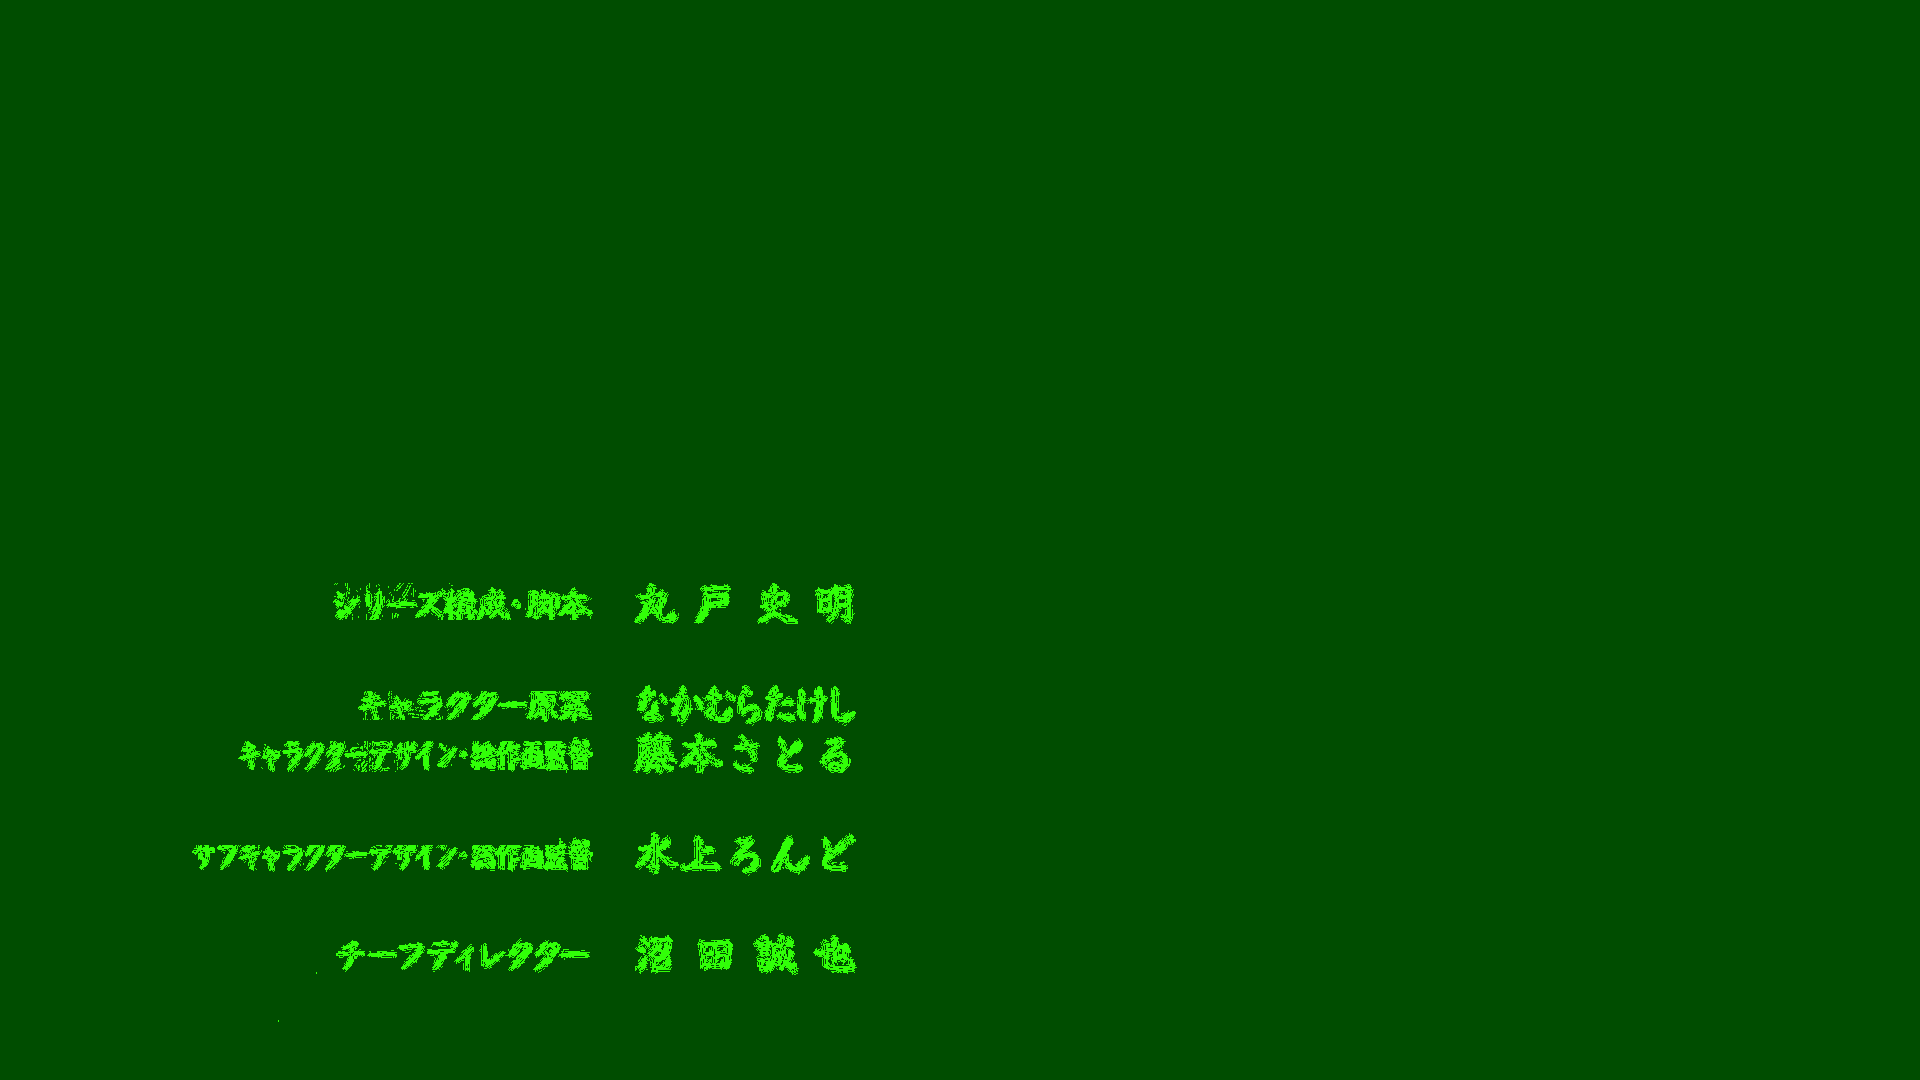 シリーズ構成・脚本 丸戸史明
キャラクター原案 なかむらたけし
キャラクターデザイン・総作画監督 藤本さとる
サブキャラクターデザイン・総作画監督 水上ろんど
チーフディレクター 沼田誠也